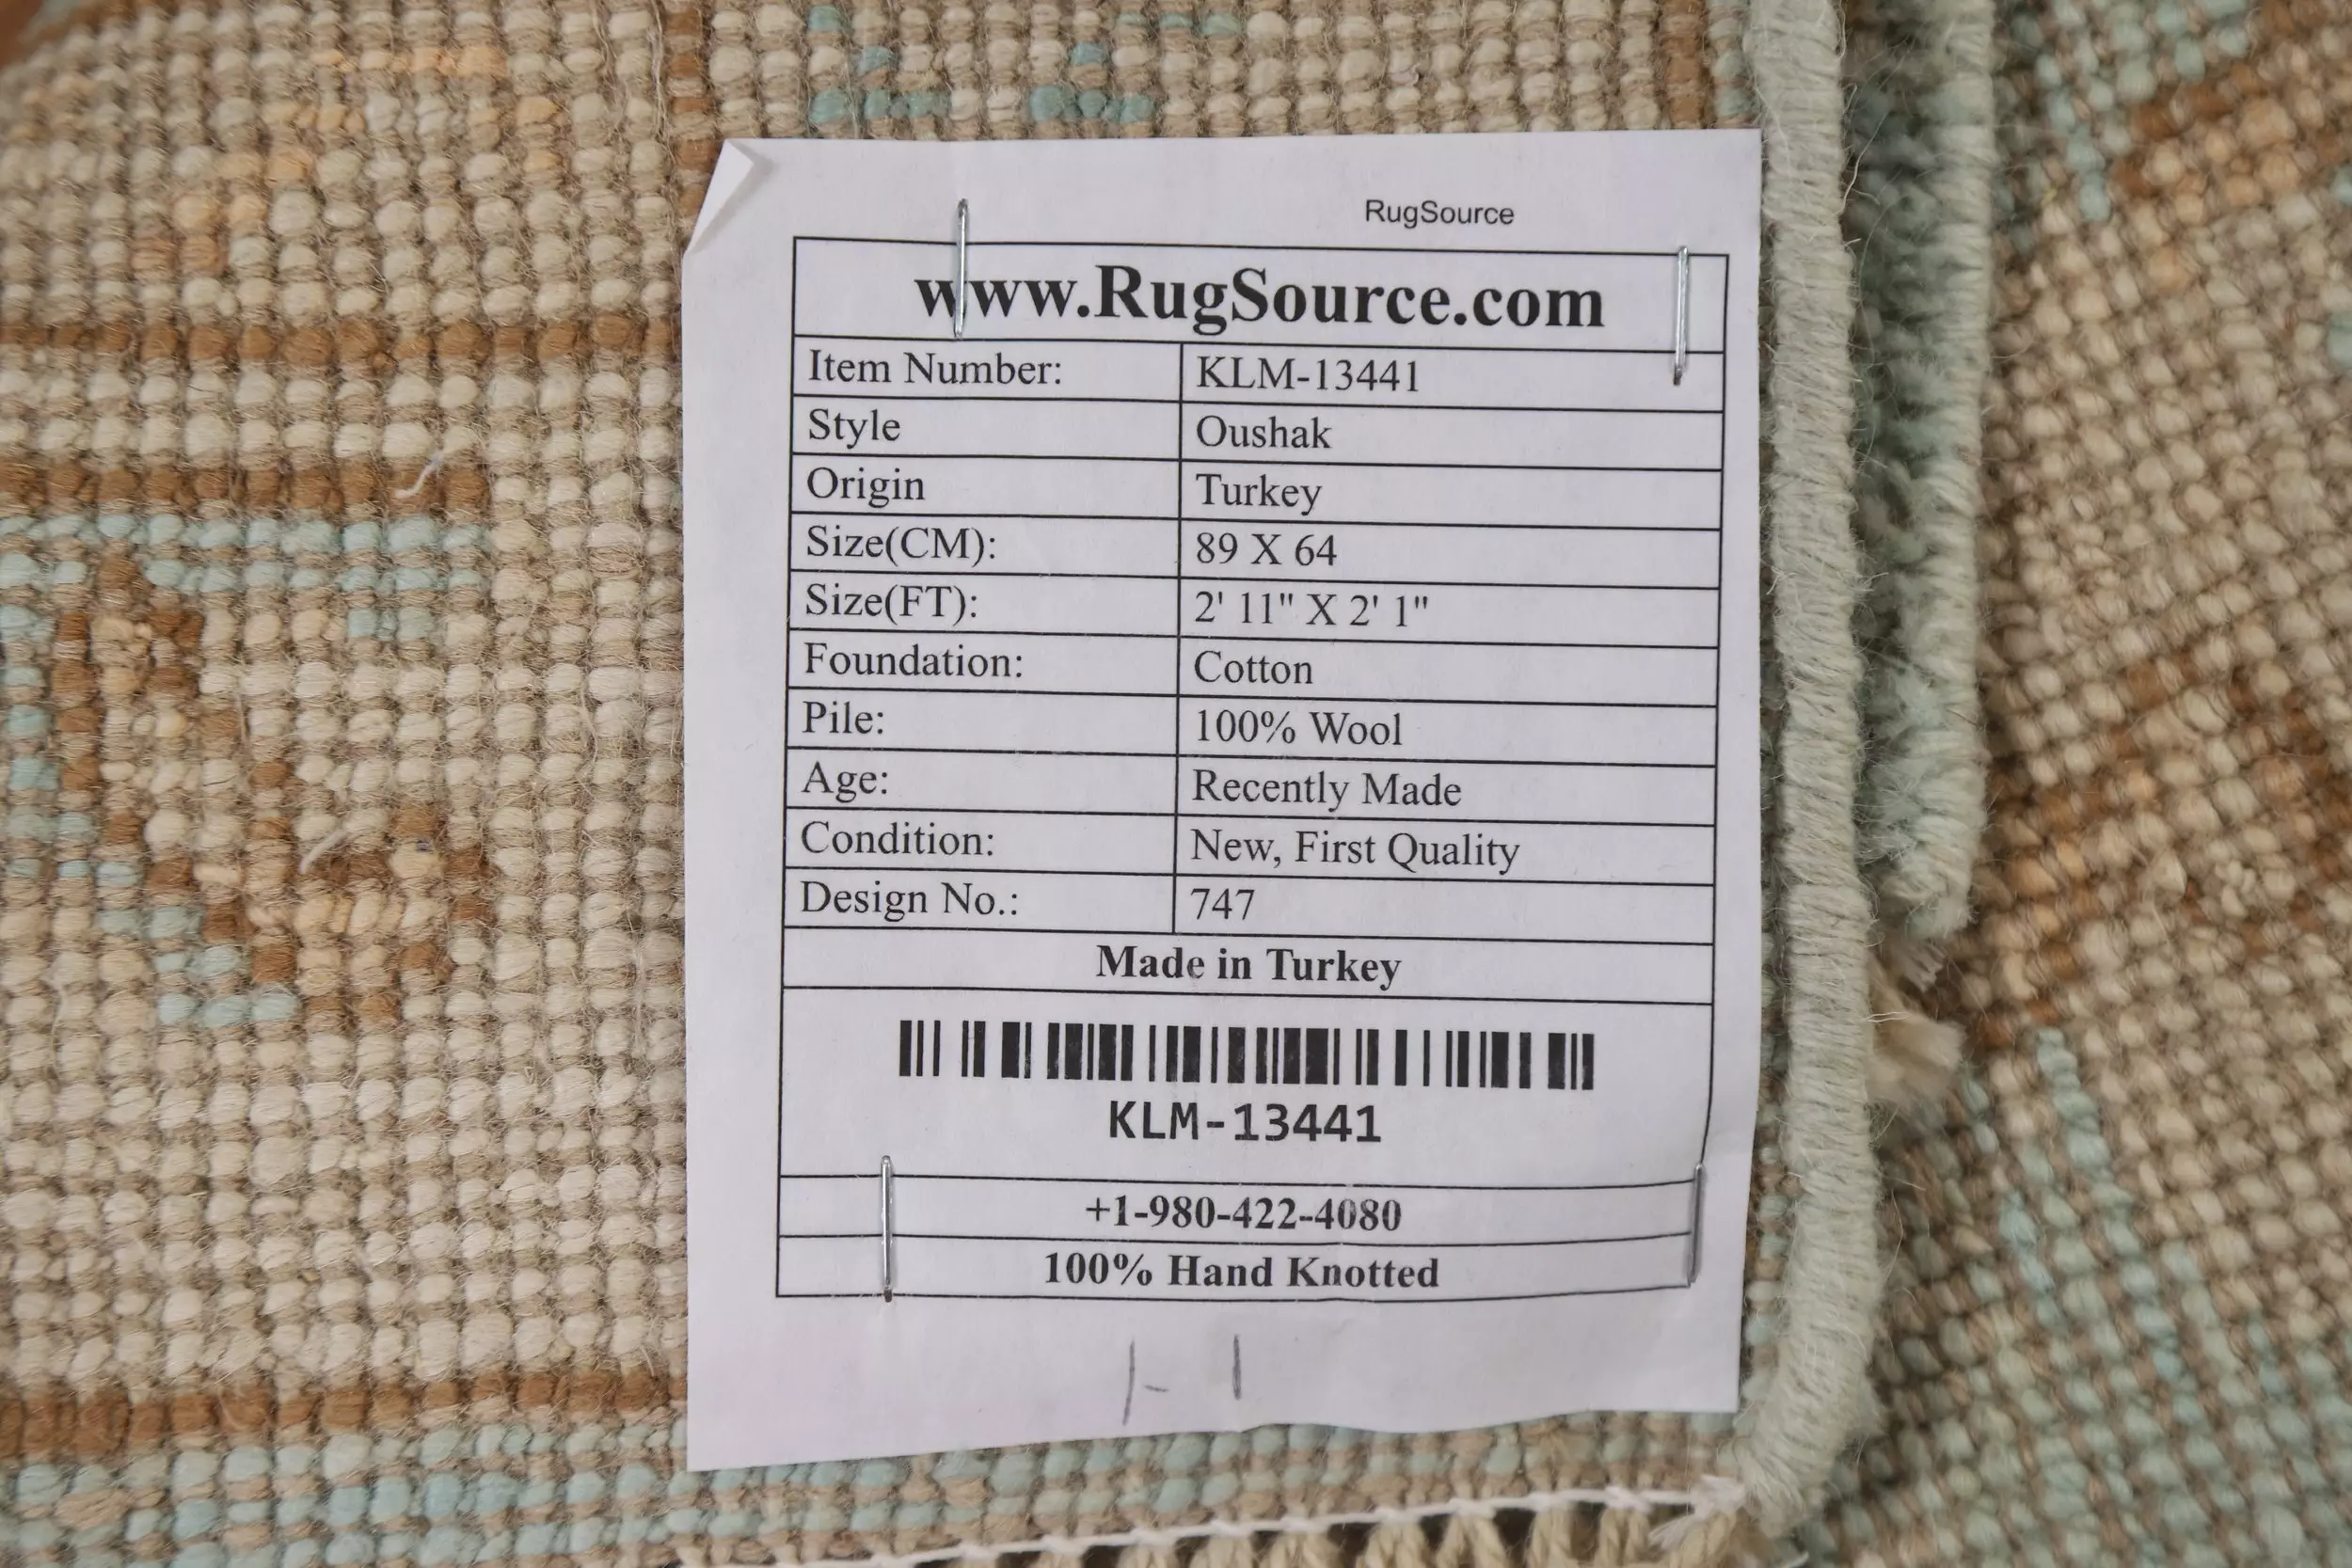 RugSource
www.RugSource.com
Item Number: KLM-13441
Style Oushak
Origin Turkey
Size(CM): 89 X 64
Size(FT): 2' 11" X 2' 1"
Foundation: Cotton
Pile: 100% Wool
Age: Recently Made
Condition: New, First Quality
Design No.: 747
Made in Turkey
KLM-13441
+1-980-422-4080
100% Hand Knotted
1-1